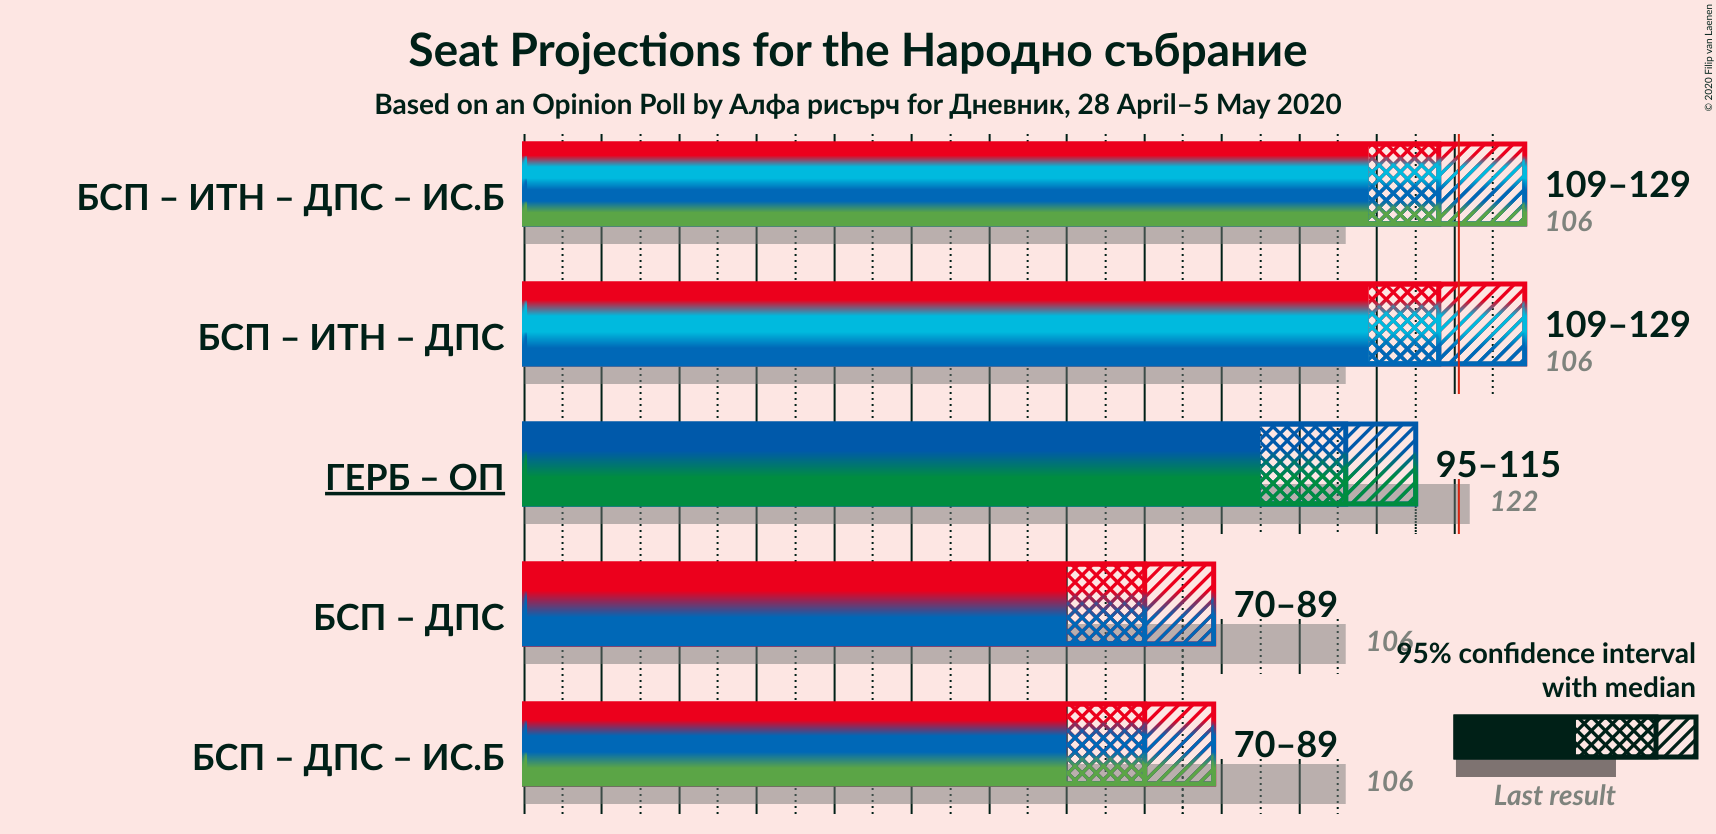 Seat Projections for the Народно събрание
Based on an Opinion Poll by Алфа рисърч for Дневник, 28 April–5 May 2020
© 2020 Filip van Laenen
БСП – ИТН – ДПС – ИС.Б
109–129
106
БСП – ИТН – ДПС
109–129
106
ГЕРБ – ОП
95–115
122
БСП – ДПС
70–89
106
БСП – ДПС – ИС.Б
70–89
106
95% confidence interval
with median
Last result